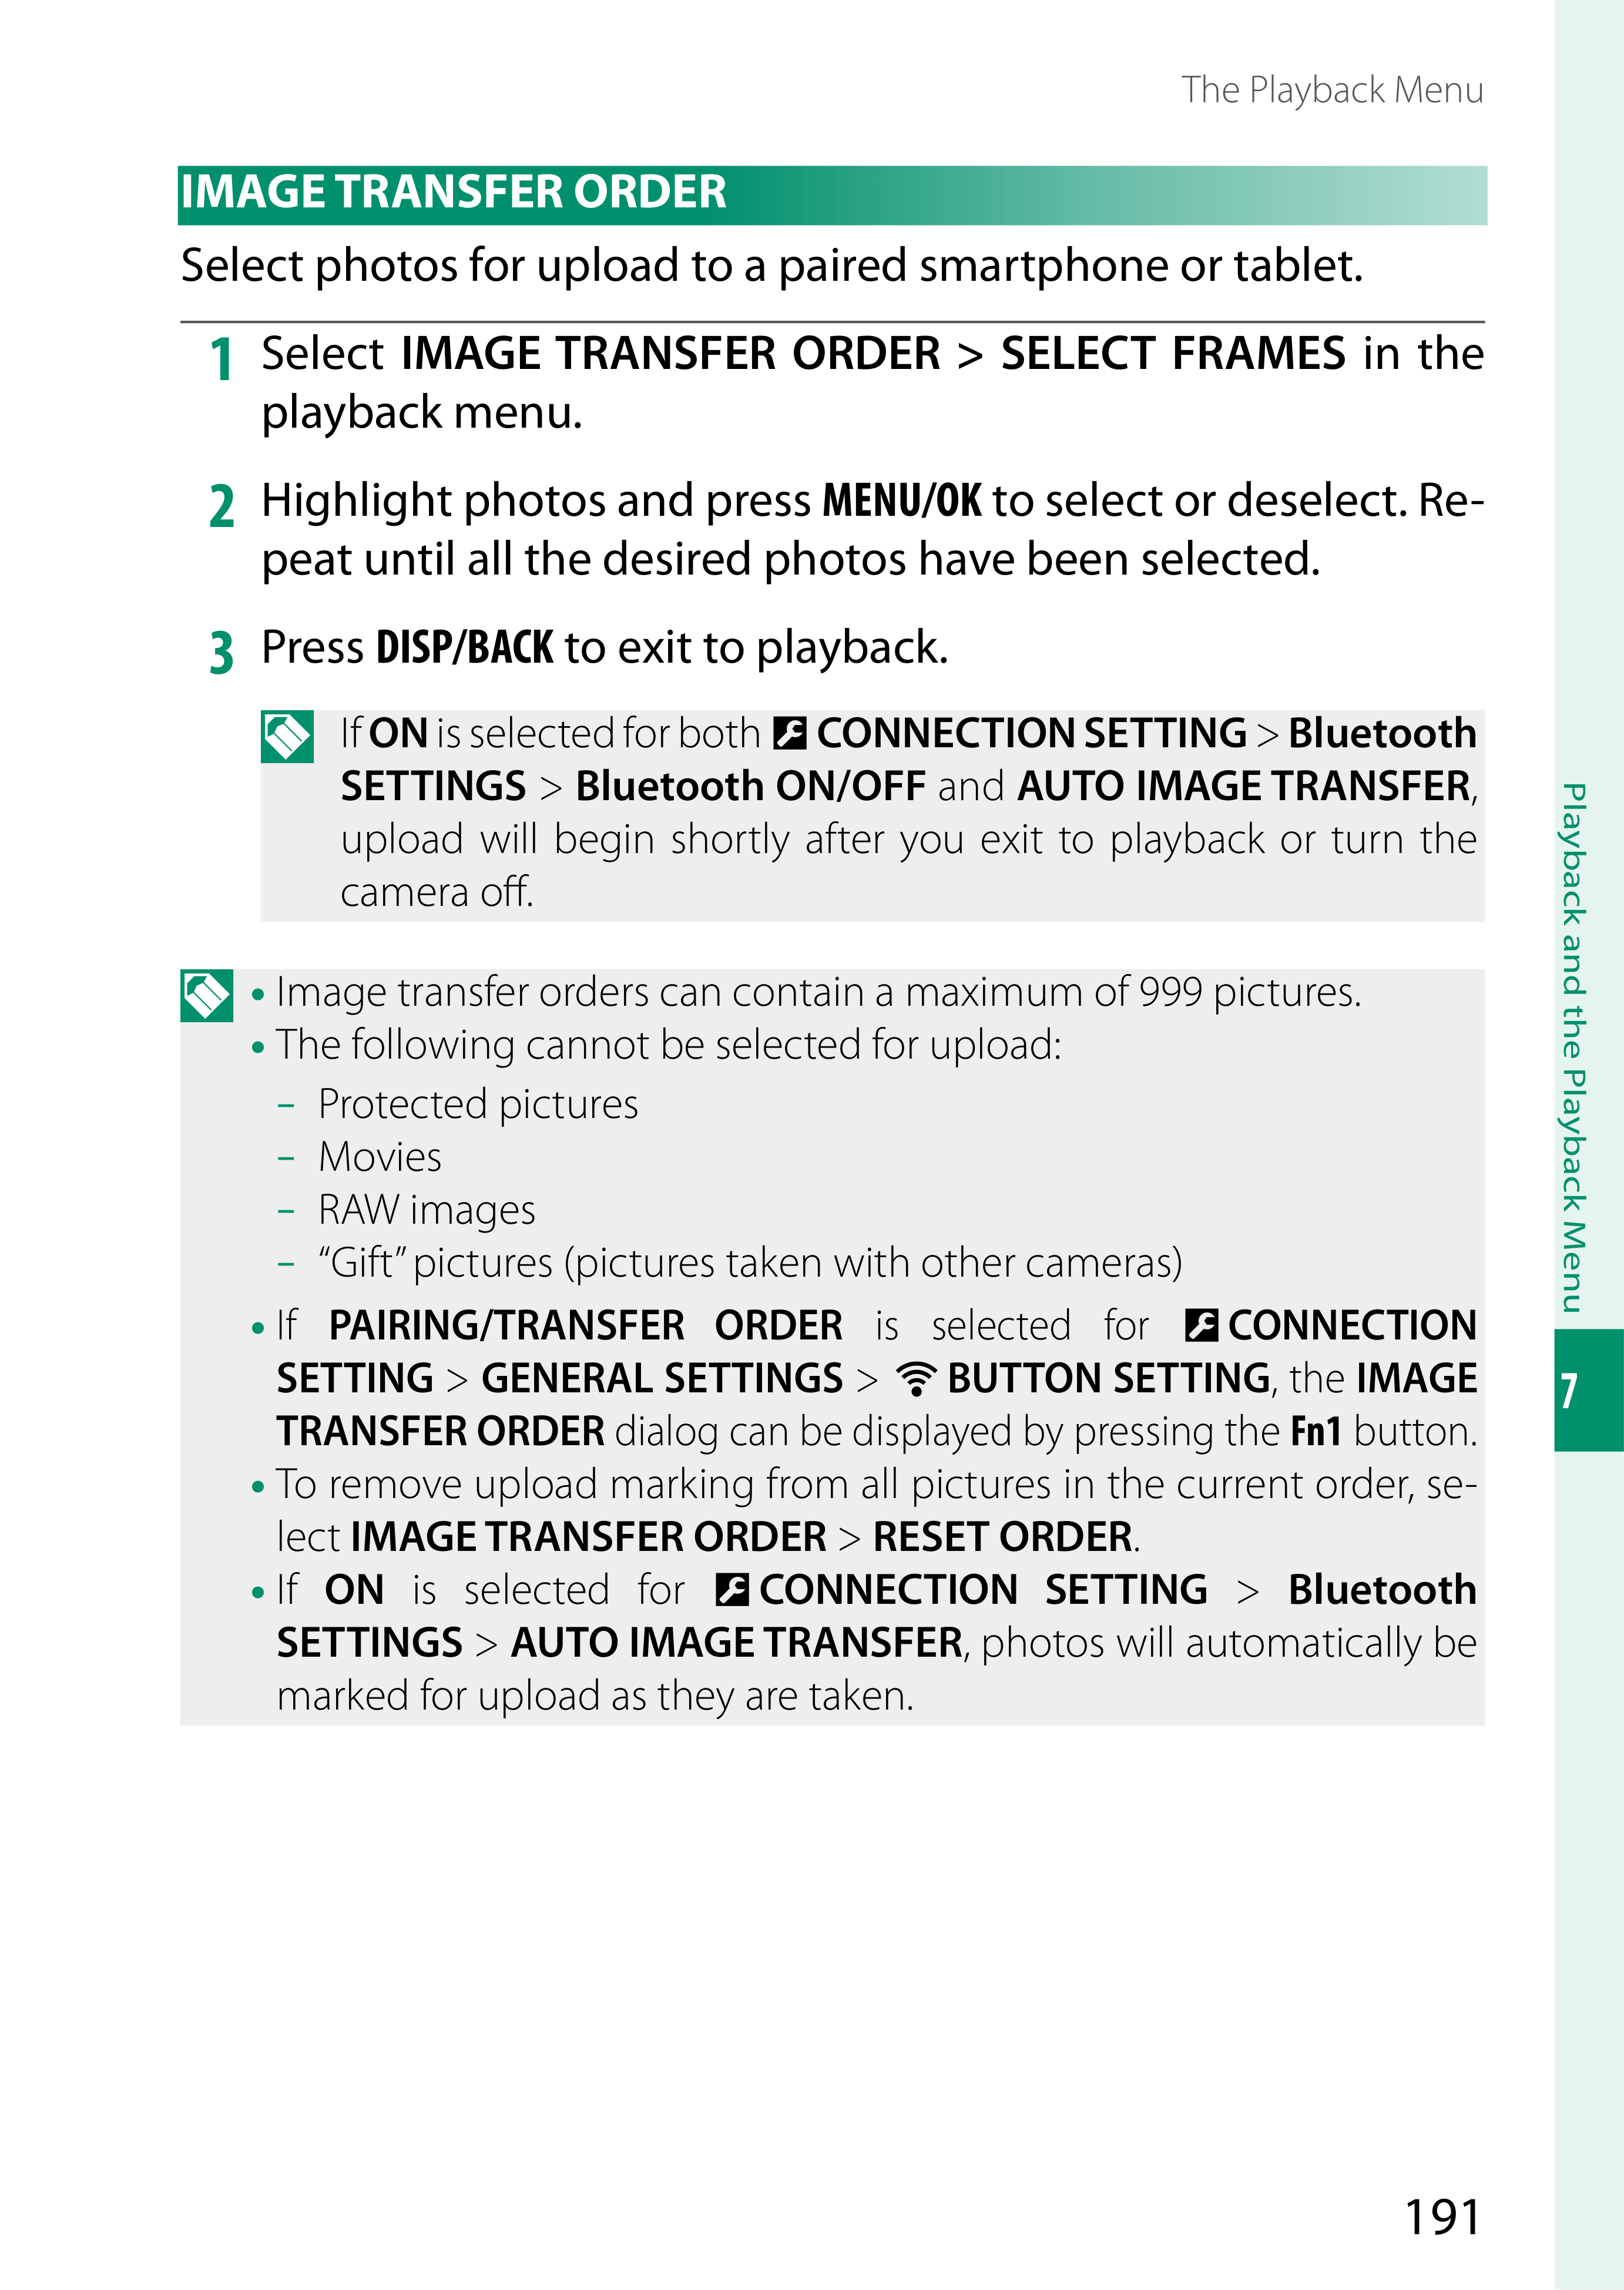 The Playback Menu
IMAGE TRANSFER ORDER
Select photos for upload to a paired smartphone or tablet.
1 Select IMAGE TRANSFER ORDER > SELECT FRAMES in the
playback menu.
2 Highlight photos and press MENU/OK to select or deselect. Re-
peat until all the desired photos have been selected.
3 Press DISP/BACK to exit to playback.
If ON is selected for both CONNECTION SETTING > Bluetooth
SETTINGS > Bluetooth ON/OFF and AUTO IMAGE TRANSFER,
upload will begin shortly after you exit to playback or turn the
camera off.
• Image transfer orders can contain a maximum of 999 pictures.
• The following cannot be selected for upload:
– Protected pictures
– Movies
– RAW images
– “Gift” pictures (pictures taken with other cameras)
• If PAIRING/TRANSFER ORDER is selected for CONNECTION
SETTING > GENERAL SETTINGS > BUTTON SETTING, the IMAGE
TRANSFER ORDER dialog can be displayed by pressing the Fn1 button.
• To remove upload marking from all pictures in the current order, se-
lect IMAGE TRANSFER ORDER > RESET ORDER.
• If ON is selected for CONNECTION SETTING > Bluetooth
SETTINGS > AUTO IMAGE TRANSFER, photos will automatically be
marked for upload as they are taken.
Playback and the Playback Menu
7
191